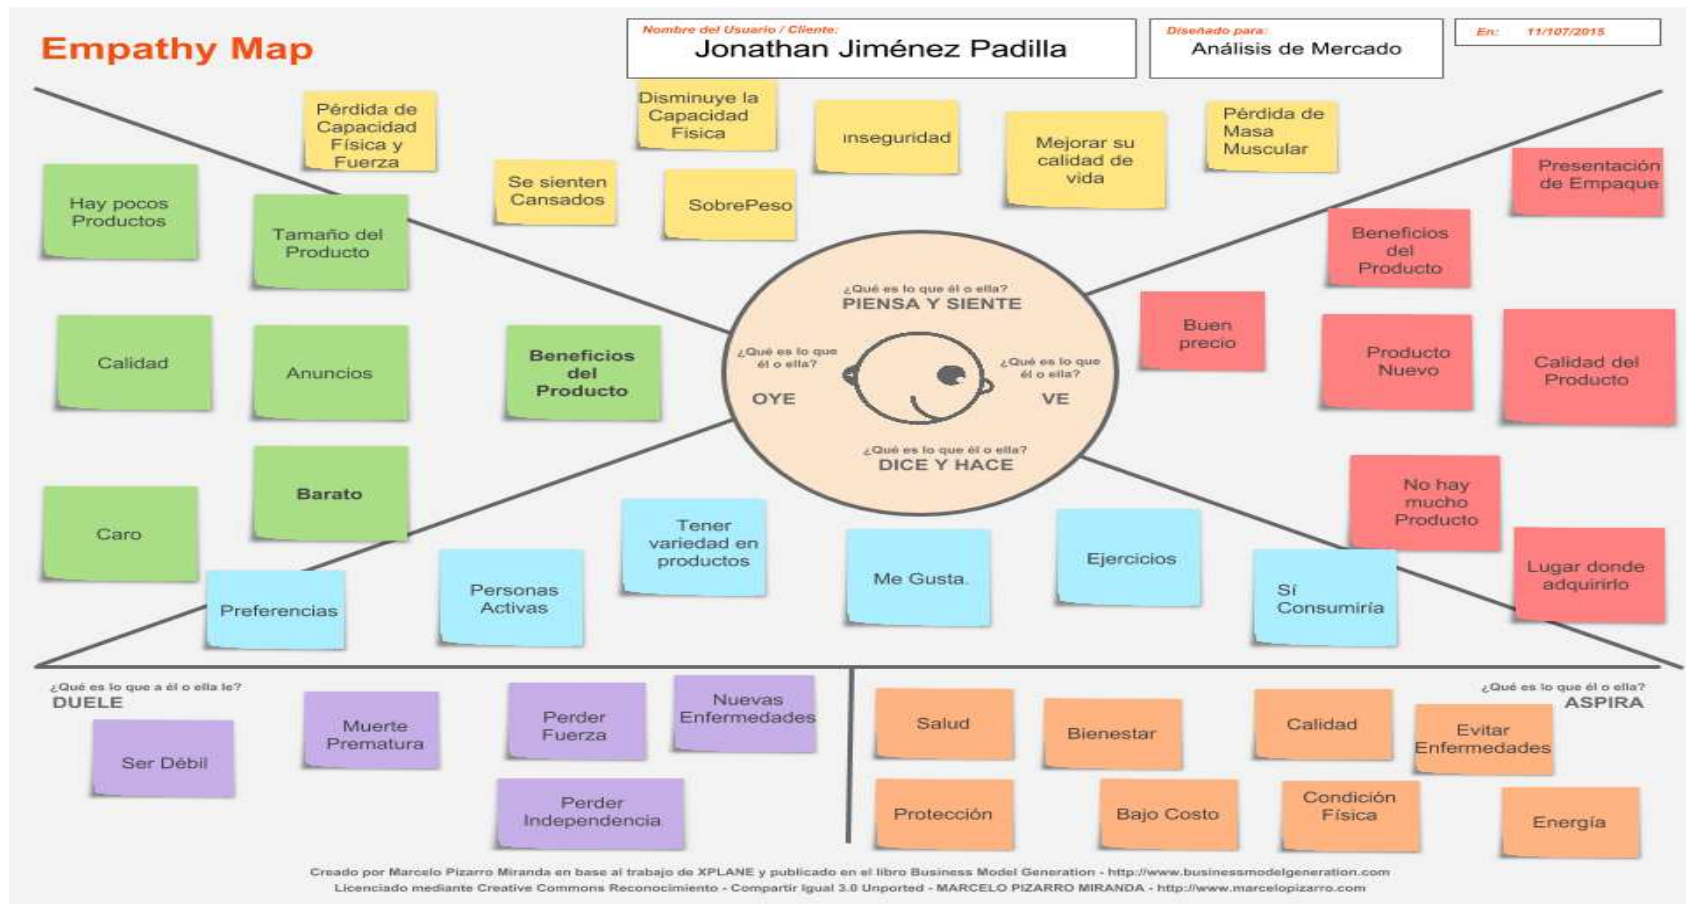 Empathy Map
Nombre del Usuario / Cliente:
Jonathan Jiménez Padilla
Diseñado para:
Análisis de Mercado
En: 11/107/2015
Pérdida de
Capacidad
Física y
Fuerza
Disminuye la
Capacidad
Física
inseguridad
Mejorar su
calidad de
vida
Pérdida de
Masa
Muscular
Se sienten
Cansados
SobrePeso
Hay pocos
Productos
Tamaño del
Producto
Calidad
Anuncios
Beneficios
del
Producto
Caro
Barato
¿Qué es lo que él o ella?
PIENSA Y SIENTE
¿Qué es lo que
él o ella?
OYE
¿Qué es lo que
él o ella?
VE
¿Qué es lo que él o ella?
DICE Y HACE
Presentación
de Empaque
Beneficios
del
Producto
Buen
precio
Producto
Nuevo
Calidad del
Producto
No hay
mucho
Producto
Lugar donde
adquirirlo
Preferencias
Personas
Activas
Tener
variedad en
productos
Me Gusta.
Ejercicios
Sí
Consumiría
¿Qué es lo que a él o ella le?
DUELE
Ser Débil
Muerte
Prematura
Perder
Fuerza
Nuevas
Enfermedades
Perder
Independencia
¿Qué es lo que él o ella?
ASPIRA
Salud
Bienestar
Calidad
Evitar
Enfermedades
Protección
Bajo Costo
Condición
Física
Energía
Creado por Marcelo Pizarro Miranda en base al trabajo de XPLANE y publicado en el libro Business Model Generation - http://www.businessmodelgeneration.com
Licenciado mediante Creative Commons Reconocimiento - Compartir Igual 3.0 Unported - MARCELO PIZARRO MIRANDA - http://www.marcelopizarro.com